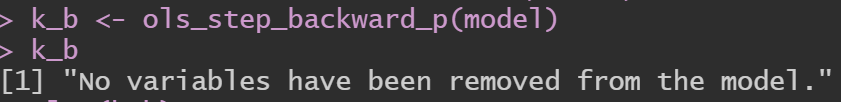 > k_b <- ols_step_backward_p(model)
> k_b
[1] "No variables have been removed from the model."